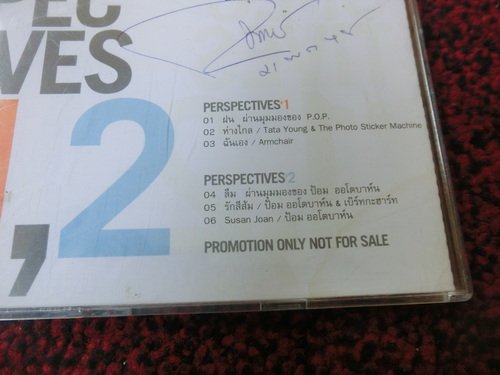 PEC
VES
,2
PERSPECTIVES'1
01 ฝน ผ่านมุมมองของ P.O.P.
02 ห่างไกล / Tata Young & The Photo Sticker Machine
03 ฉันเอง / Armchair
PERSPECTIVES'2
04 ลืม ผ่านมุมมองของ ป้อม ออโตบาห์น
05 รักสีส้ม / ป้อม ออโตบาห์น & เบิร์ทกะฮาร์ท
06 Susan Joan / ป้อม ออโตบาห์น
PROMOTION ONLY NOT FOR SALE